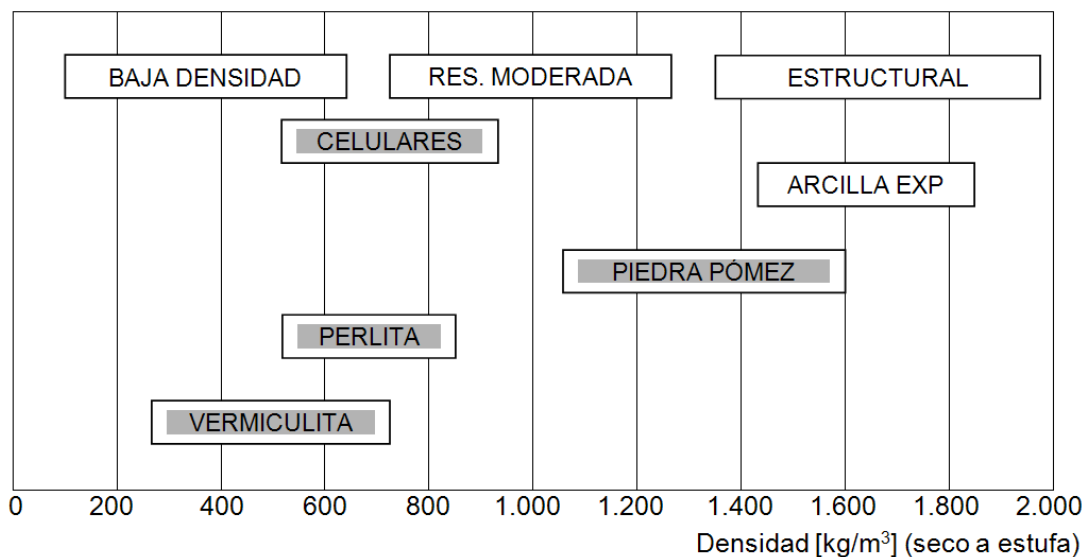 BAJA DENSIDAD RES. MODERADA ESTRUCTURAL
CELULARES
ARCILLA EXP
PIEDRA PÓMEZ
PERLITA
VERMICULITA
0 200 400 600 800 1.000 1.200 1.400 1.600 1.800 2.000
Densidad [kg/m³] (seco a estufa)